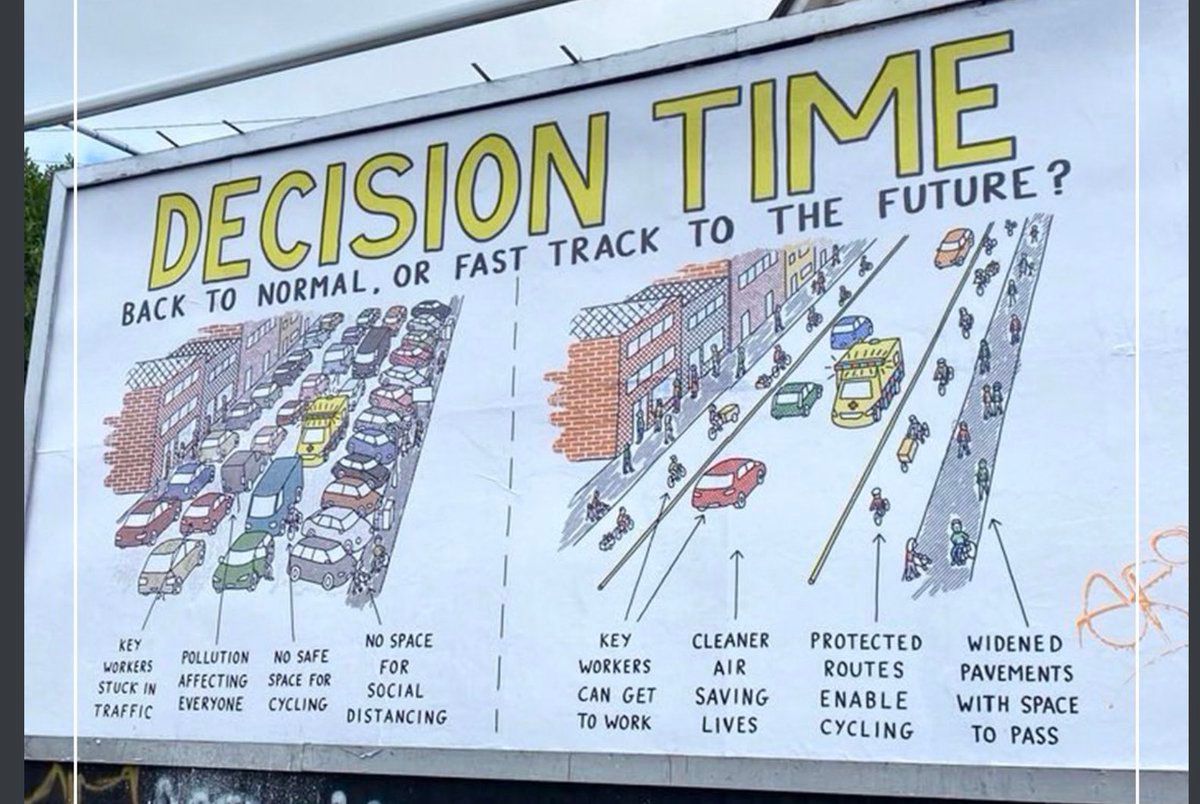 DECISION TIME
BACK TO NORMAL, OR FAST TRACK TO THE FUTURE?
KEY
WORKERS
STUCK IN
TRAFFIC
POLLUTION
AFFECTING
EVERYONE
NO SAFE
SPACE FOR
CYCLING
NO SPACE
FOR
SOCIAL
DISTANCING
KEY
WORKERS
CAN GET
TO WORK
CLEANER
AIR
SAVING
LIVES
PROTECTED
ROUTES
ENABLE
CYCLING
WIDENED
PAVEMENTS
WITH SPACE
TO PASS